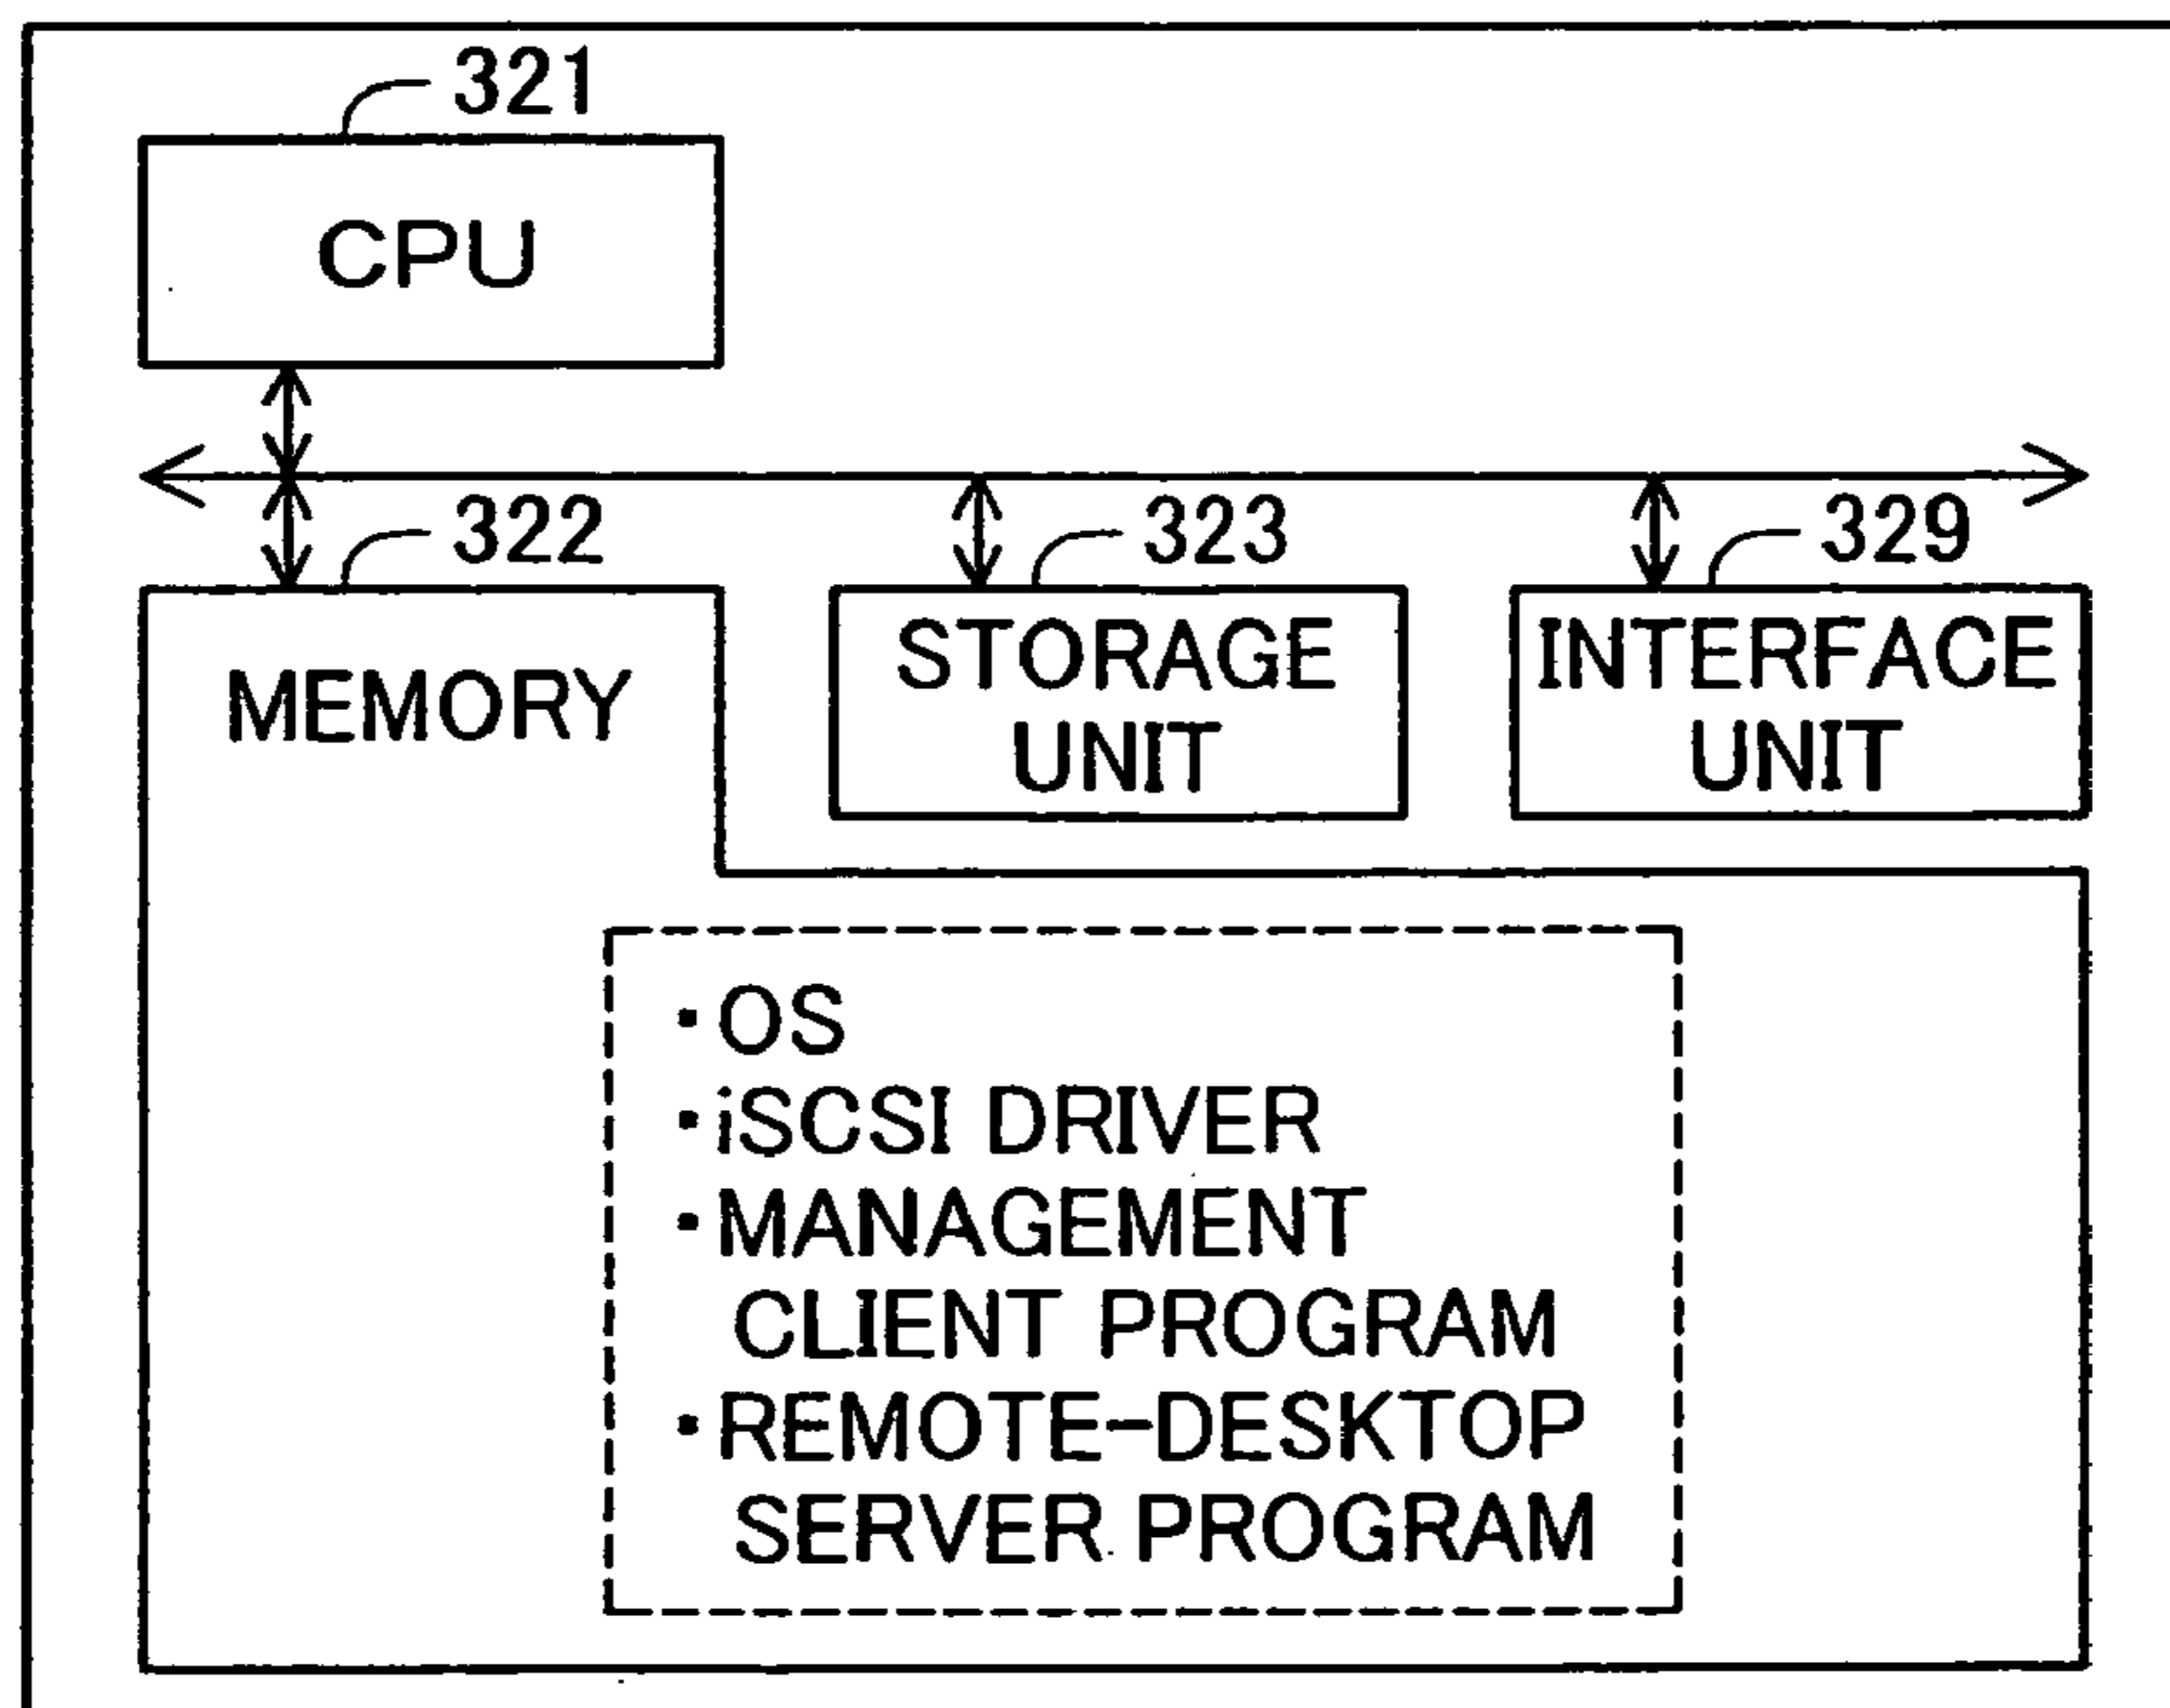 321
CPU
322
323
329
MEMORY
STORAGE
UNIT
INTERFACE
UNIT
・OS
・iSCSI DRIVER
・MANAGEMENT
CLIENT PROGRAM
・REMOTE-DESKTOP
SERVER PROGRAM